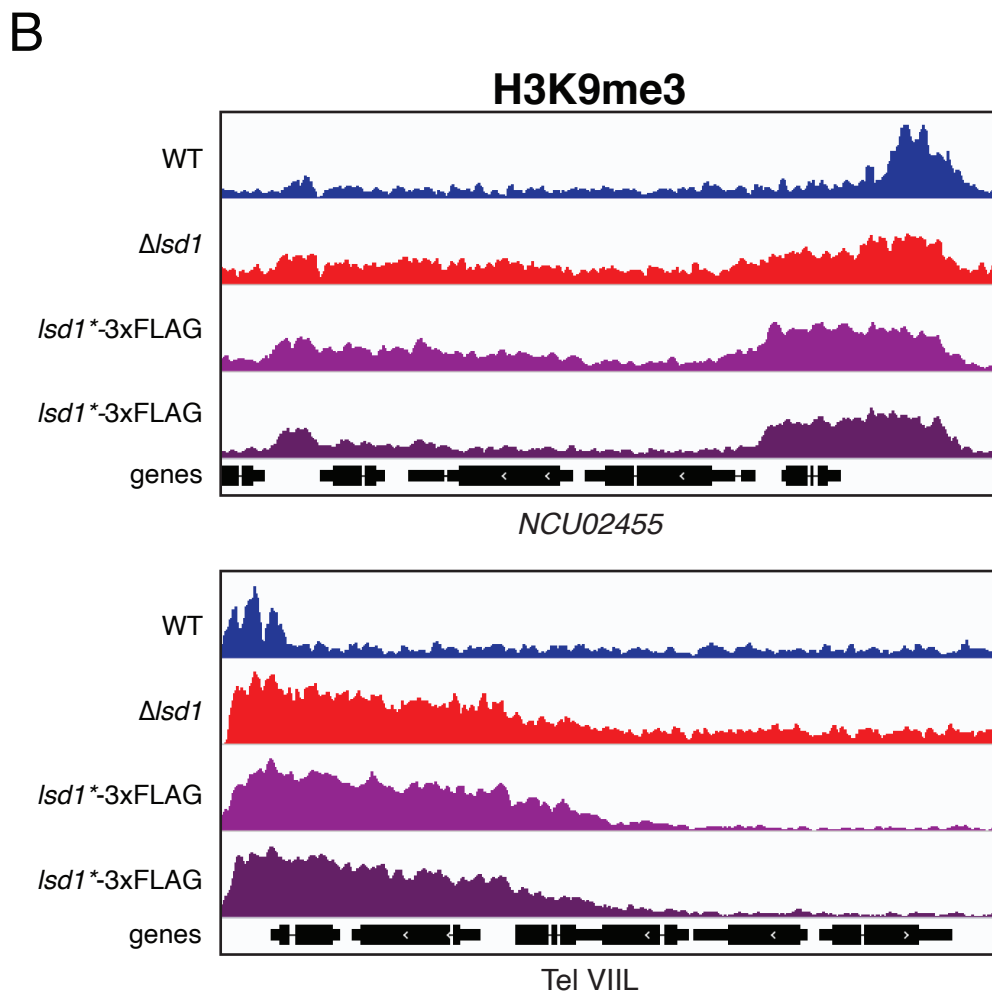 B
H3K9me3
WT
Δlsd1
lsd1*-3xFLAG
lsd1*-3xFLAG
genes
NCU02455
WT
Δlsd1
lsd1*-3xFLAG
lsd1*-3xFLAG
genes
Tel VIIL